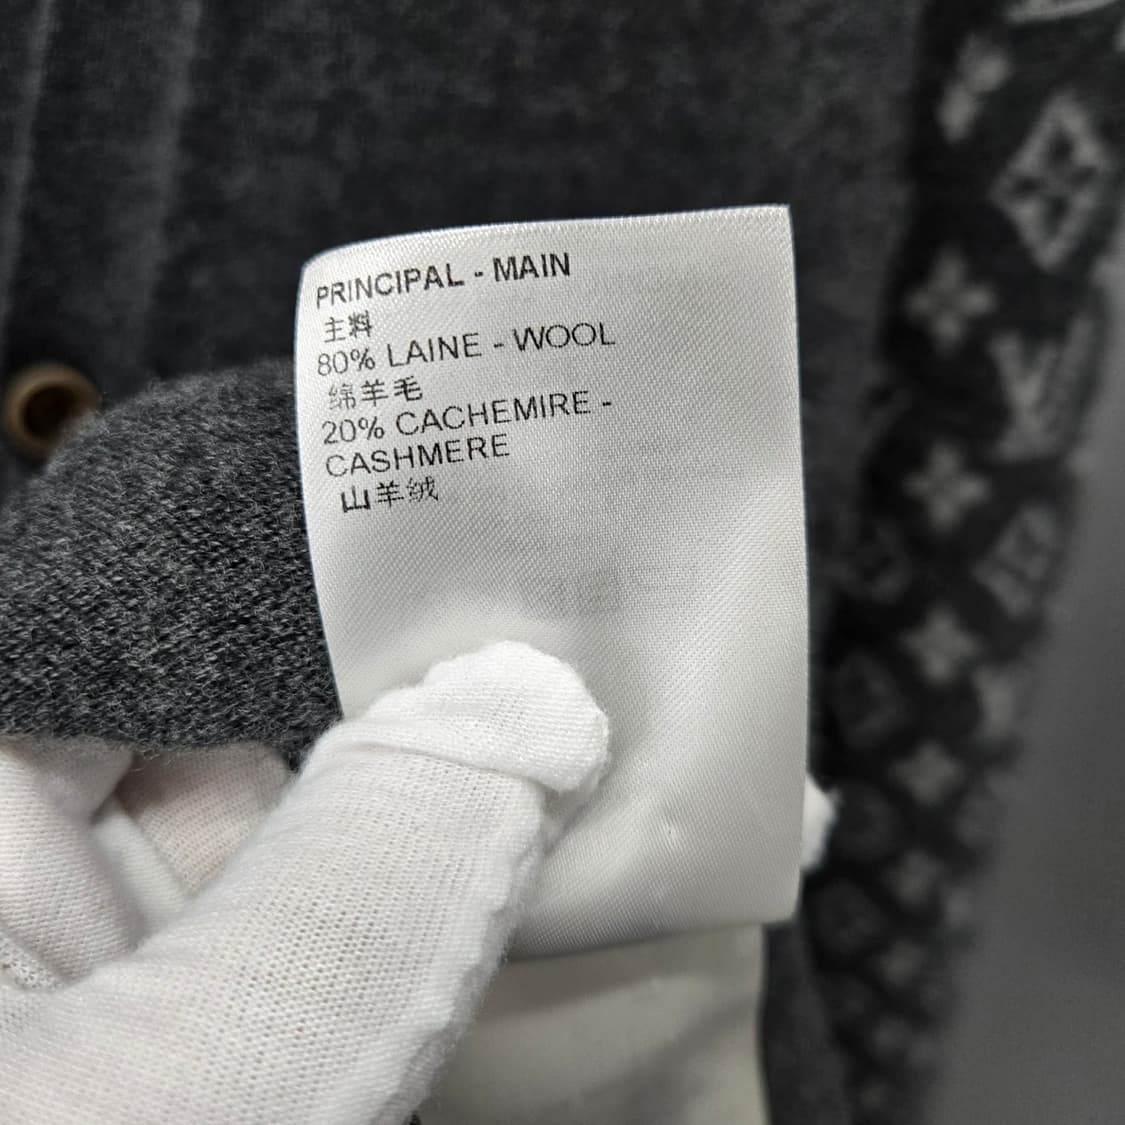 PRINCIPAL - MAIN
主料
80% LAINE - WOOL
绵羊毛
20% CACHEMIRE -
CASHMERE
山羊绒